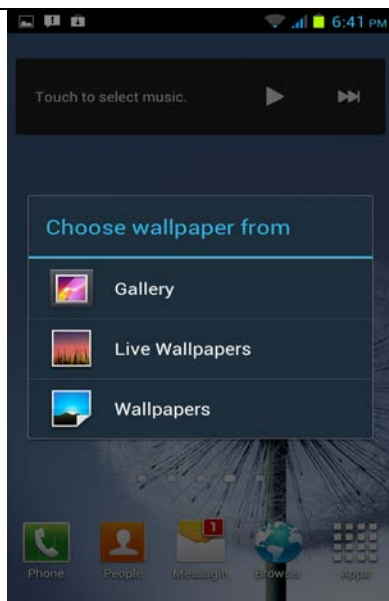 6:41 PM
Touch to select music.
Choose wallpaper from
Gallery
Live Wallpapers
Wallpapers
1
Phone People Messagin Browser Apps